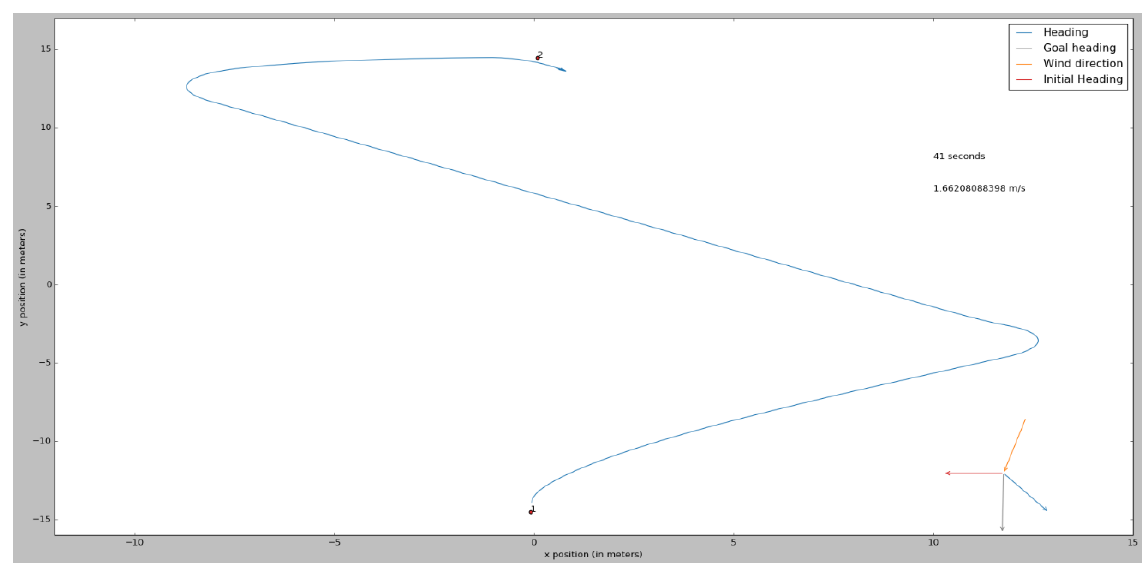 Heading
Goal heading
Wind direction
Initial Heading
41 seconds
1.66208088398 m/s
2
1
15
10
5
0
−5
−10
−15
y position (in meters)
−10
−5
0
5
10
15
x position (in meters)